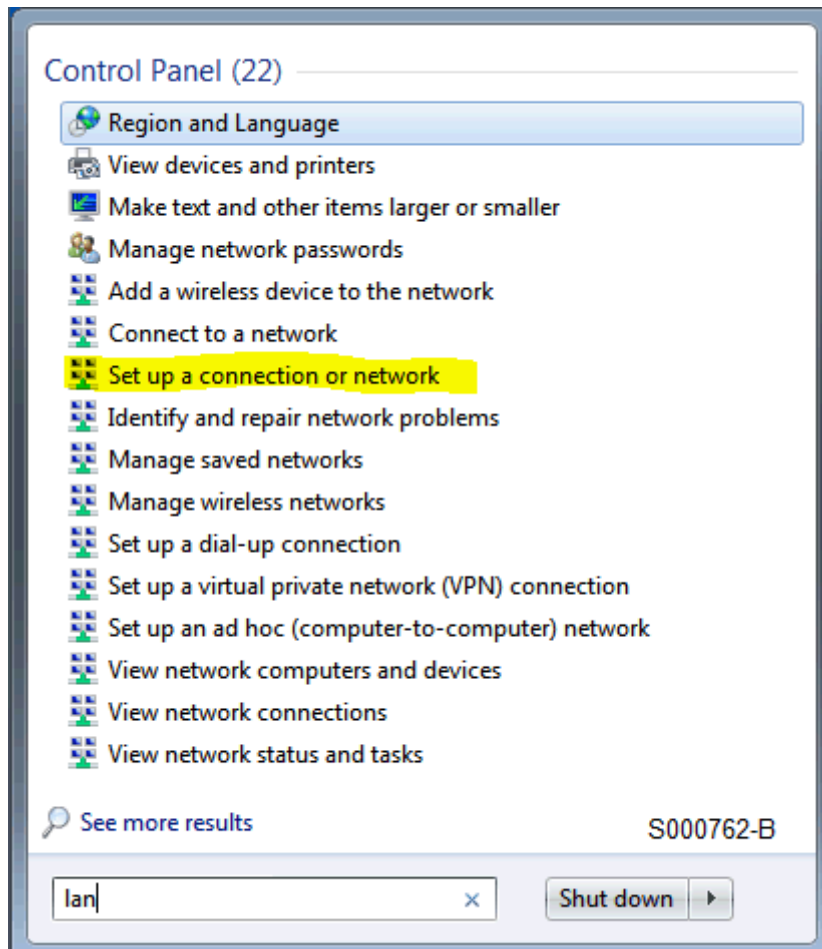 Control Panel (22)
Region and Language
View devices and printers
Make text and other items larger or smaller
Manage network passwords
Add a wireless device to the network
Connect to a network
Set up a connection or network
Identify and repair network problems
Manage saved networks
Manage wireless networks
Set up a dial-up connection
Set up a virtual private network (VPN) connection
Set up an ad hoc (computer-to-computer) network
View network computers and devices
View network connections
View network status and tasks
See more results
S000762-B
lan
Shut down